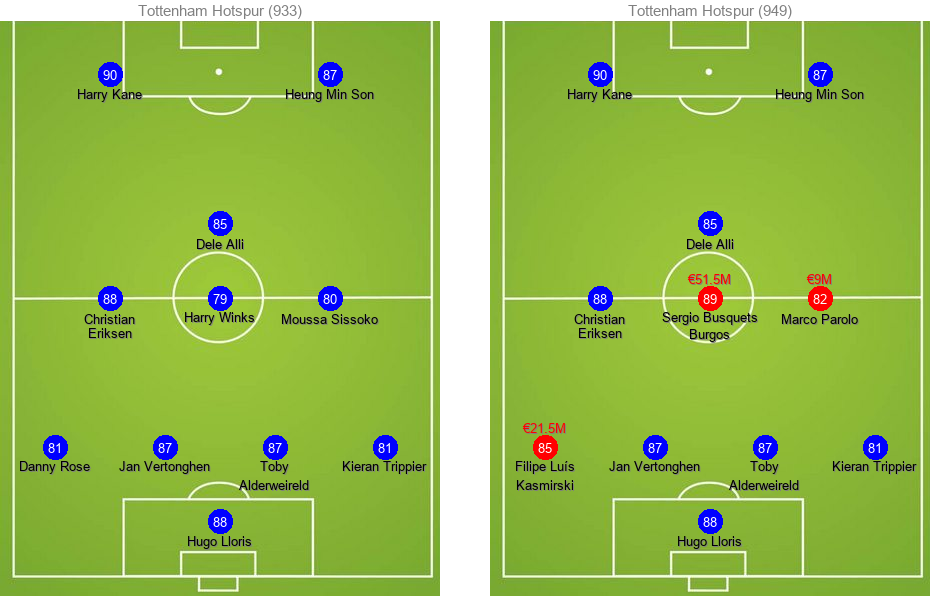 Tottenham Hotspur (933)
90
Harry Kane
87
Heung Min Son
85
Dele Alli
88
Christian
Eriksen
79
Harry Winks
80
Moussa Sissoko
81
Danny Rose
87
Jan Vertonghen
87
Toby
Alderweireld
81
Kieran Trippier
88
Hugo Lloris
Tottenham Hotspur (949)
90
Harry Kane
87
Heung Min Son
85
Dele Alli
88
Christian
Eriksen
€51.5M
89
Sergio Busquets
Burgos
€9M
82
Marco Parolo
€21.5M
85
Filipe Luís
Kasmirski
87
Jan Vertonghen
87
Toby
Alderweireld
81
Kieran Trippier
88
Hugo Lloris